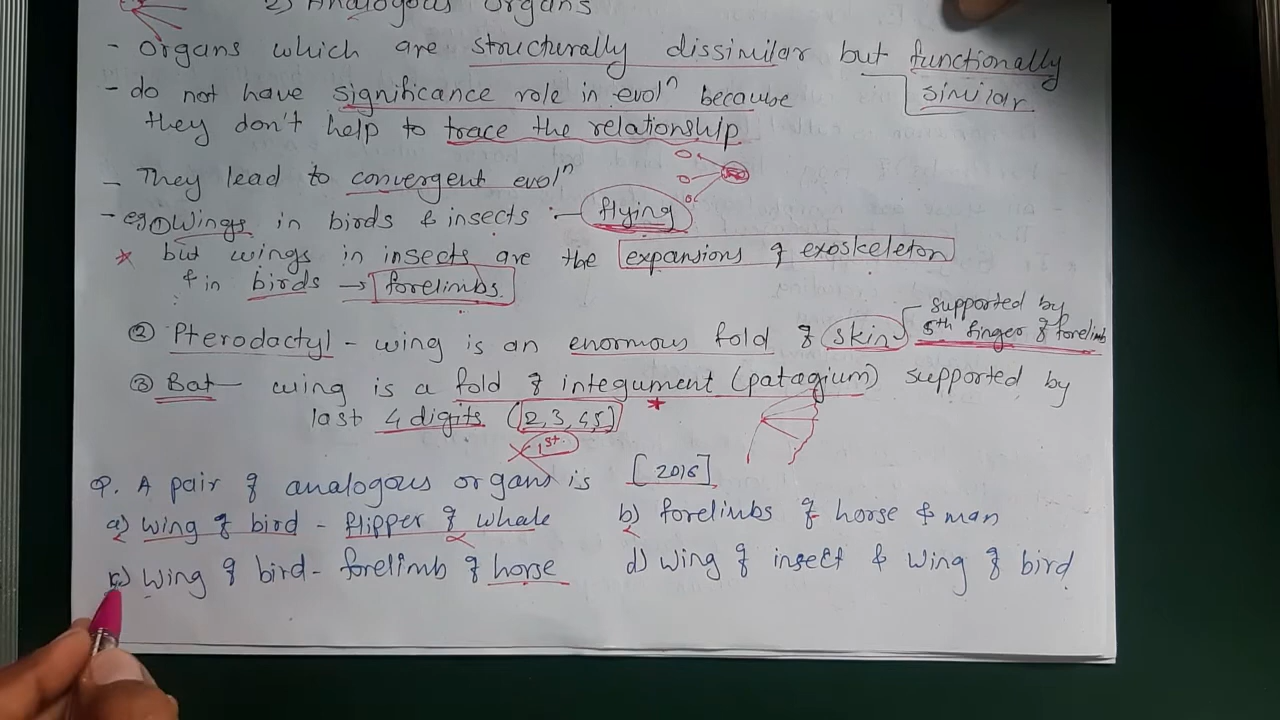 2) Analogous organs
- organs which are structurally dissimilar but functionally
similar
- do not have significance role in evolⁿ because
they don't help to trace the relationship
- They lead to convergent evolⁿ
- eg ① Wings in birds & insects :- flying
* but wings in insects are the expansions of exoskeleton
& in birds → forelimbs.
② Pterodactyl - wing is an enormous fold of skin supported by
5th finger of forelimb
③ Bat - wing is a fold of integument (patagium) supported by
last 4 digits (2,3,4,5)
1st
Q. A pair of analogous organs is [2016]
a) wing of bird - flipper of whale b) forelimbs of horse & man
c) Wing of bird - forelimb of horse d) Wing of insect & Wing of bird